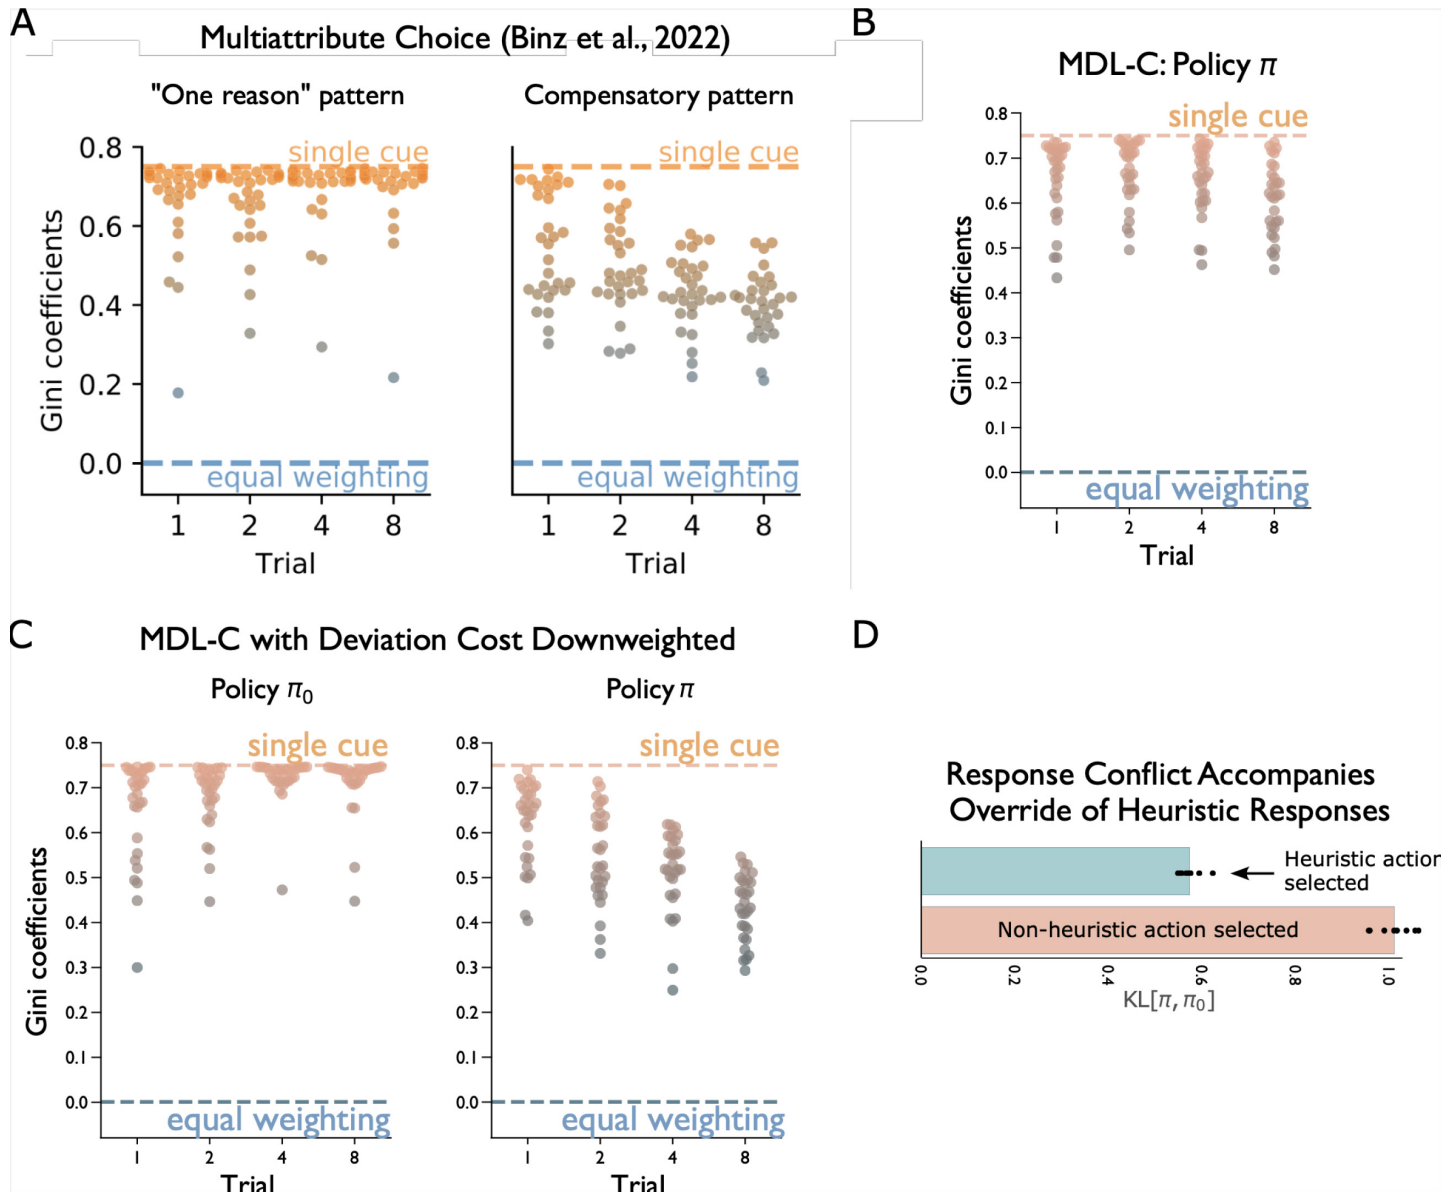 A
Multiattribute Choice (Binz et al., 2022)
"One reason" pattern
0.8
0.6
0.4
0.2
0.0
Gini coefficients
single cue
equal weighting
1 2 4 8
Trial
Compensatory pattern
single cue
equal weighting
1 2 4 8
Trial
B
MDL-C: Policy π
0.8
0.7
0.6
0.5
0.4
0.3
0.2
0.1
0.0
Gini coefficients
single cue
equal weighting
1 2 4 8
Trial
C
MDL-C with Deviation Cost Downweighted
Policy π0
0.8
0.7
0.6
0.5
0.4
0.3
0.2
0.1
0.0
Gini coefficients
single cue
equal weighting
1 2 4 8
Trial
Policy π
0.8
0.7
0.6
0.5
0.4
0.3
0.2
0.1
0.0
single cue
equal weighting
1 2 4 8
Trial
D
Response Conflict Accompanies
Override of Heuristic Responses
Heuristic action
selected
Non-heuristic action selected
0.0 0.2 0.4 0.6 0.8 1.0
KL[π, π0]